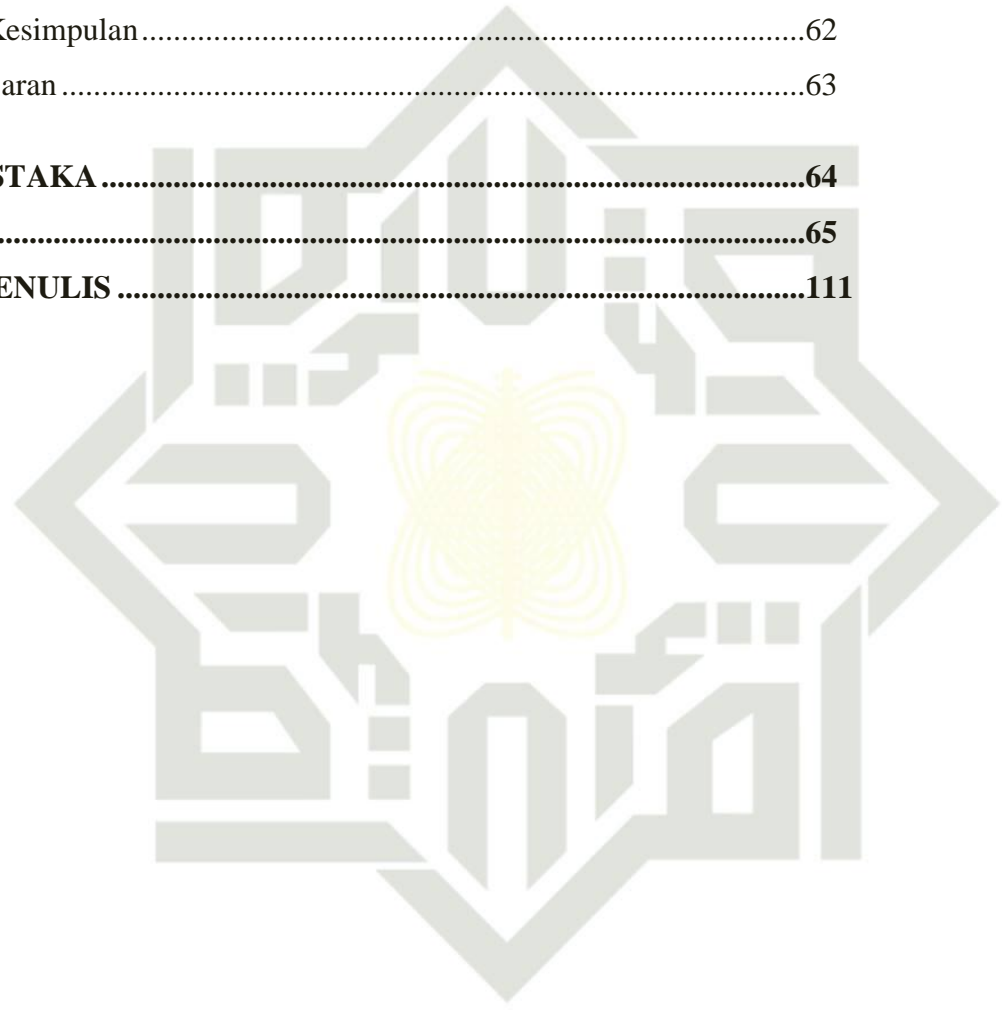 Kesimpulan........................................................................62
aran ................................................................................63
STAKA ............................................................................64
......................................................................................65
ENULIS ..........................................................................111